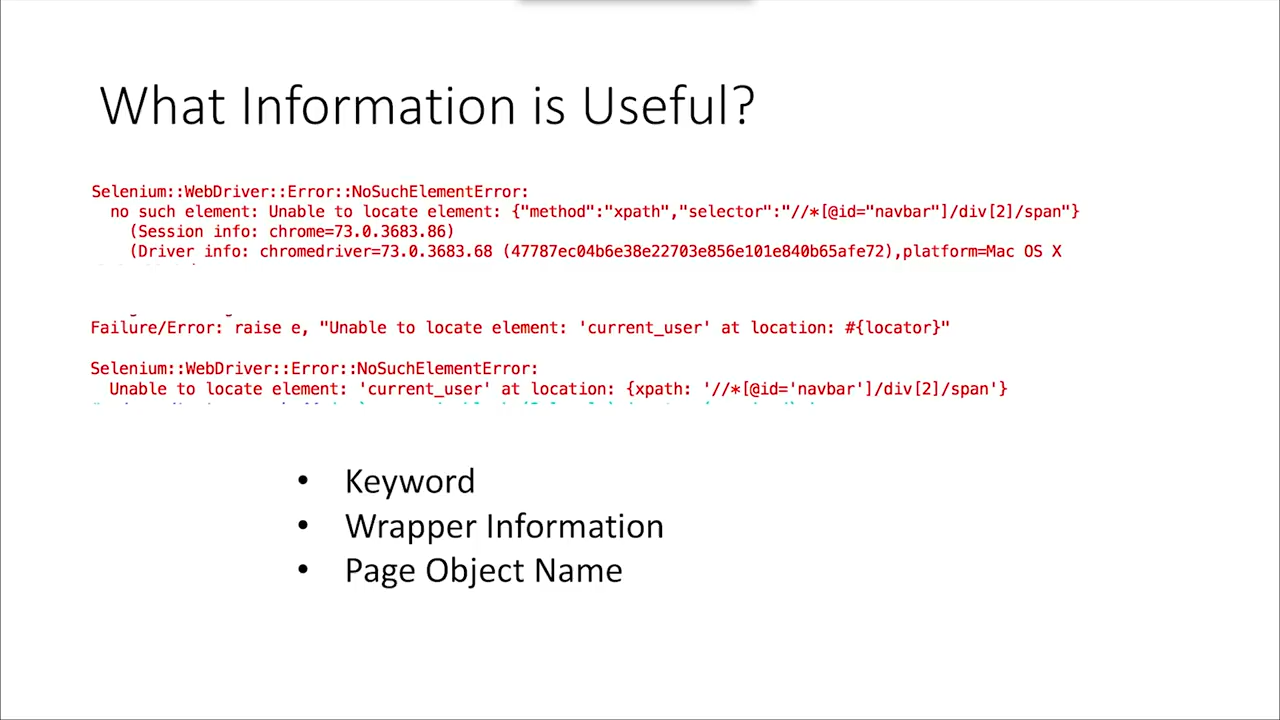 What Information is Useful?
Selenium::WebDriver::Error::NoSuchElementError:
no such element: Unable to locate element: {"method":"xpath","selector":"//*[@id="navbar"]/div[2]/span"}
(Session info: chrome=73.0.3683.86)
(Driver info: chromedriver=73.0.3683.68 (47787ec04b6e38e22703e856e101e840b65afe72),platform=Mac OS X
Failure/Error: raise e, "Unable to locate element: 'current_user' at location: #{locator}"
Selenium::WebDriver::Error::NoSuchElementError:
Unable to locate element: 'current_user' at location: {xpath: '//*[@id='navbar']/div[2]/span'}
• Keyword
• Wrapper Information
• Page Object Name